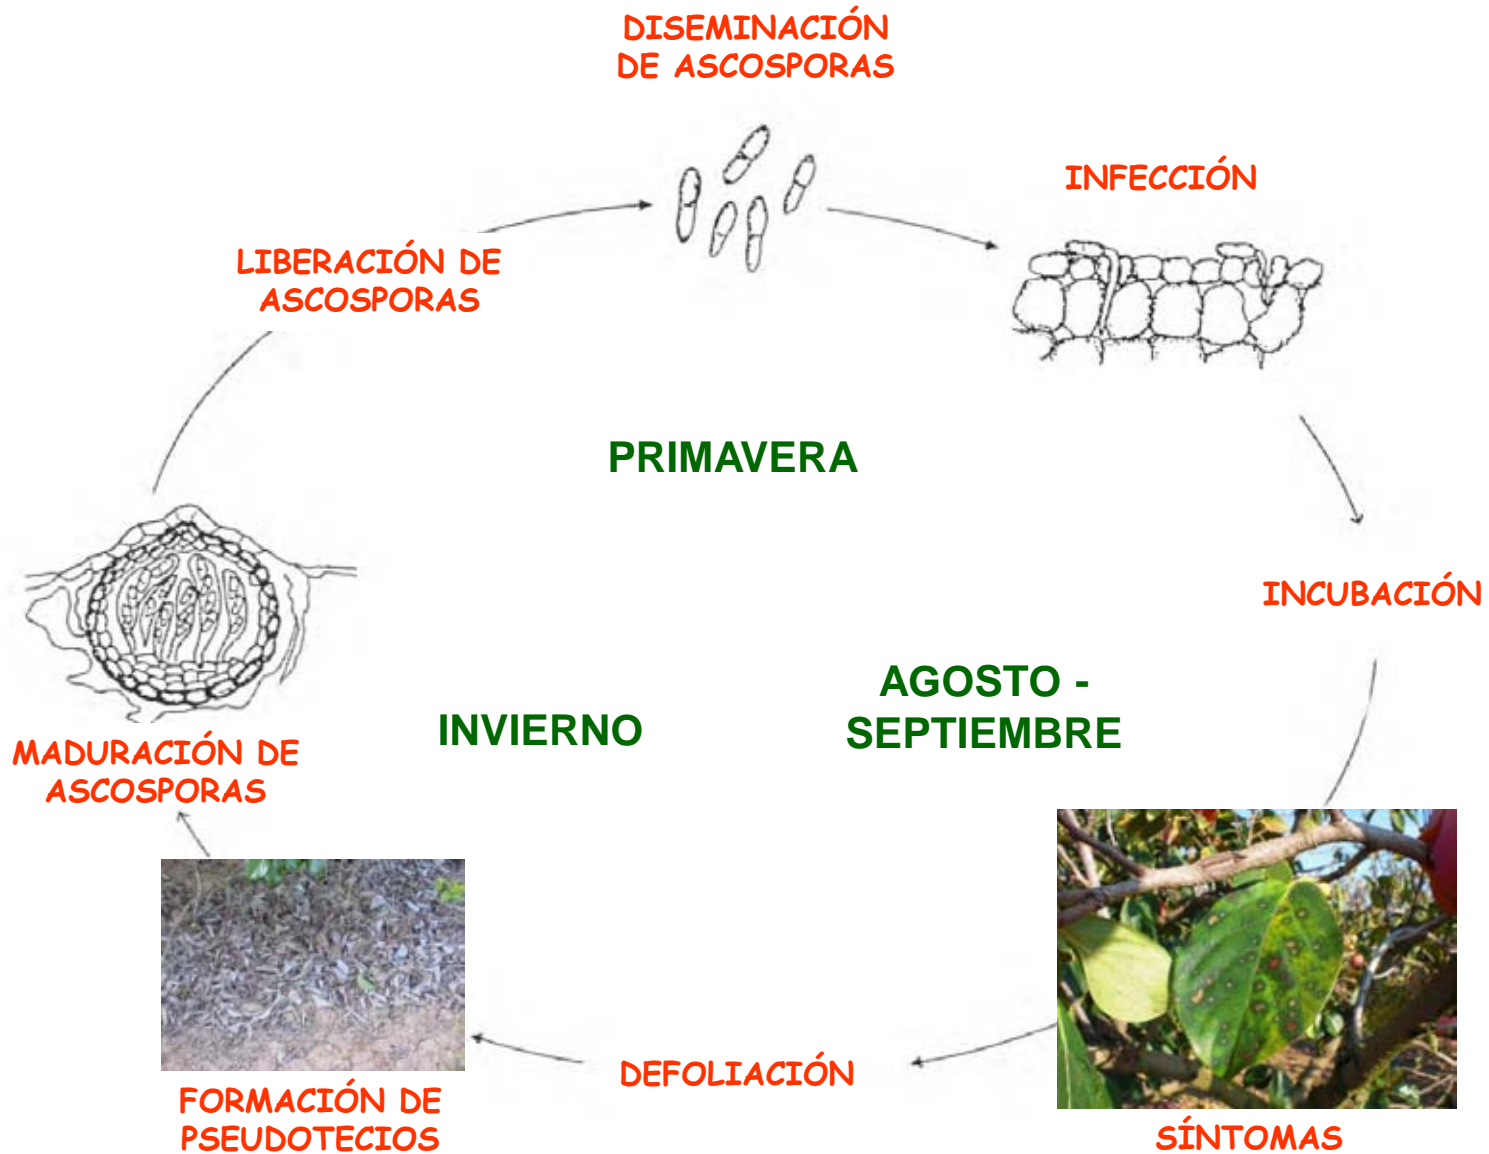 DISEMINACIÓN
DE ASCOSPORAS
INFECCIÓN
LIBERACIÓN DE
ASCOSPORAS
PRIMAVERA
INCUBACIÓN
AGOSTO -
SEPTIEMBRE
INVIERNO
MADURACIÓN DE
ASCOSPORAS
DEFOLIACIÓN
FORMACIÓN DE
PSEUDOTECIOS
SÍNTOMAS